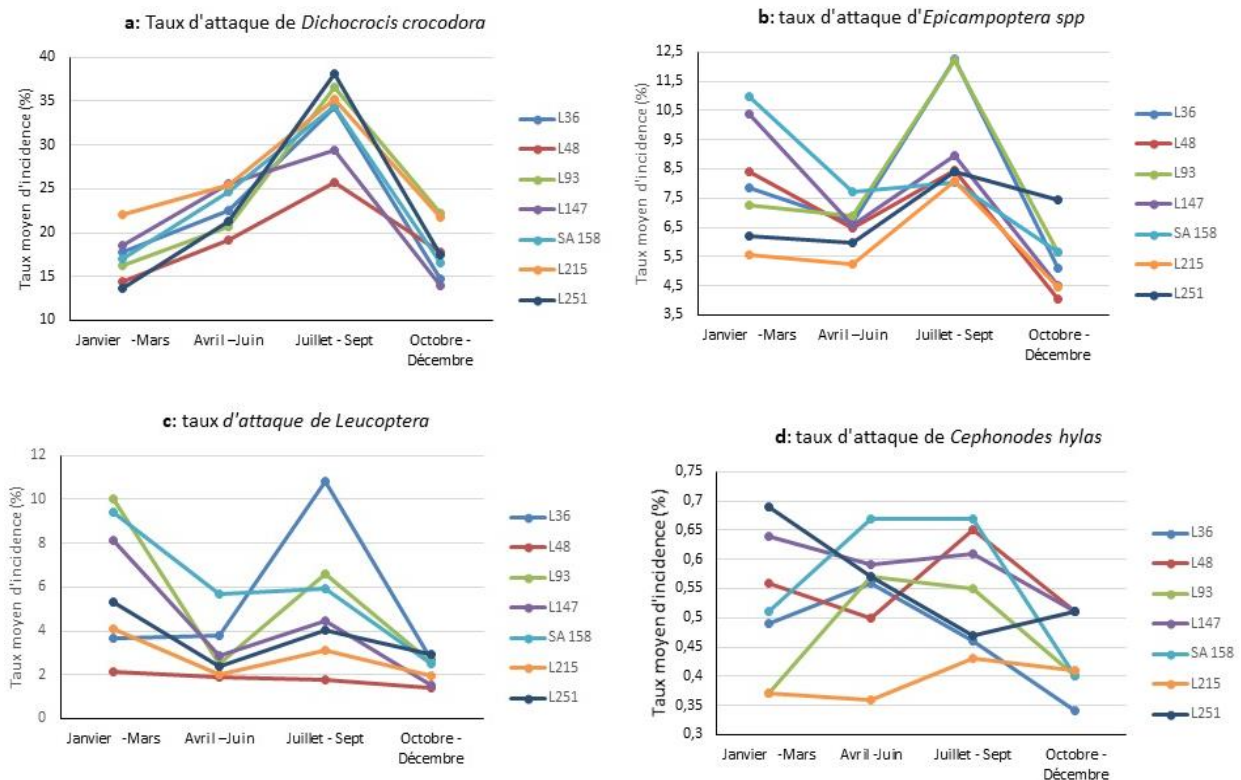 a: Taux d'attaque de Dichocrocis crocodora
Taux moyen d'incidence (%)
40
35
30
25
20
15
10
Janvier -Mars
Avril –Juin
Juillet - Sept
Octobre -
Décembre
L36
L48
L93
L147
SA 158
L215
L251
b: taux d'attaque d'Epicampoptera spp
Taux moyen d'incidence (%)
12,5
11,5
10,5
9,5
8,5
7,5
6,5
5,5
4,5
3,5
Janvier -Mars
Avril –Juin
Juillet - Sept
Octobre -
Décembre
L36
L48
L93
L147
SA 158
L215
L251
c: taux d'attaque de Leucoptera
Taux moyen d'incidence (%)
12
10
8
6
4
2
0
Janvier -Mars
Avril –Juin
Juillet - Sept
Octobre -
Décembre
L36
L48
L93
L147
SA 158
L215
L251
d: taux d'attaque de Cephonodes hylas
Taux moyen d'incidence (%)
0,75
0,7
0,65
0,6
0,55
0,5
0,45
0,4
0,35
0,3
Janvier -Mars
Avril -Juin
Juillet - Sept
Octobre -
Décembre
L36
L48
L93
L147
SA 158
L215
L251